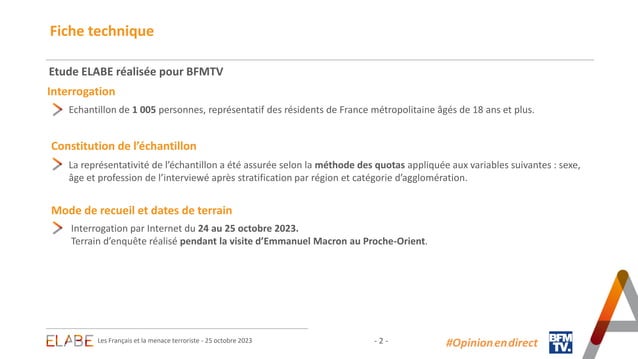 Fiche technique
Etude ELABE réalisée pour BFMTV
Interrogation
Echantillon de 1 005 personnes, représentatif des résidents de France métropolitaine âgés de 18 ans et plus.
Constitution de l’échantillon
La représentativité de l’échantillon a été assurée selon la méthode des quotas appliquée aux variables suivantes : sexe,
âge et profession de l’interviewé après stratification par région et catégorie d’agglomération.
Mode de recueil et dates de terrain
Interrogation par Internet du 24 au 25 octobre 2023.
Terrain d’enquête réalisé pendant la visite d’Emmanuel Macron au Proche-Orient.
ELABE Les Français et la menace terroriste - 25 octobre 2023
- 2 -
#Opinionendirect
BFM
TV.